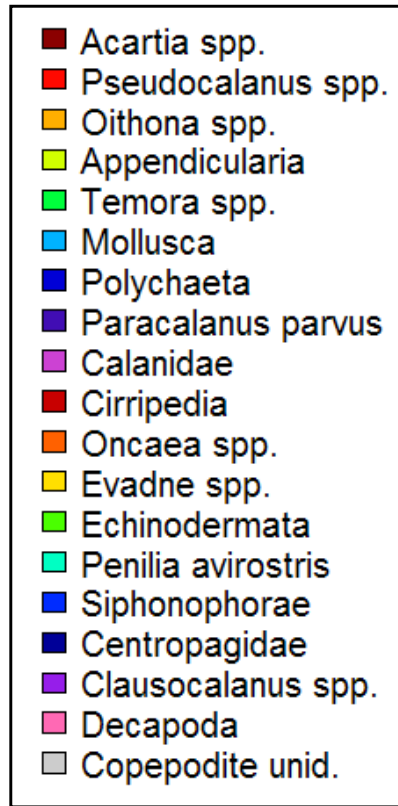 Acartia spp.
Pseudocalanus spp.
Oithona spp.
Appendicularia
Temora spp.
Mollusca
Polychaeta
Paracalanus parvus
Calanidae
Cirripedia
Oncaea spp.
Evadne spp.
Echinodermata
Penilia avirostris
Siphonophorae
Centropagidae
Clausocalanus spp.
Decapoda
Copepodite unid.